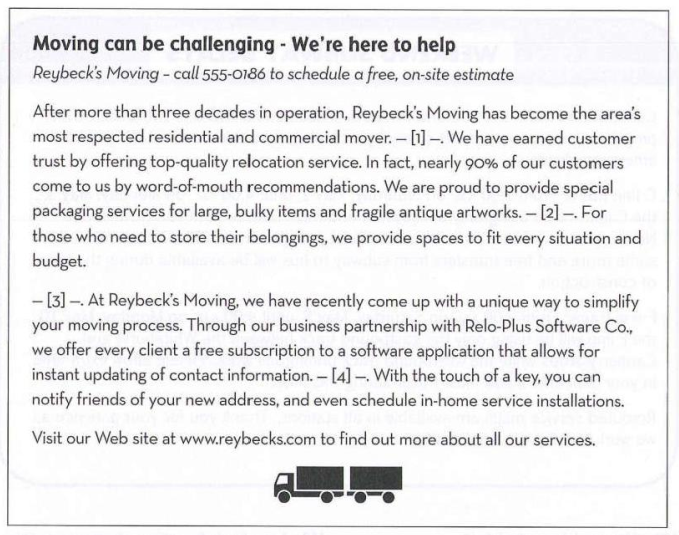 Moving can be challenging - We're here to help
Reybeck's Moving – call 555-0186 to schedule a free, on-site estimate
After more than three decades in operation, Reybeck's Moving has become the area's
most respected residential and commercial mover. – [1] –. We have earned customer
trust by offering top-quality relocation service. In fact, nearly 90% of our customers
come to us by word-of-mouth recommendations. We are proud to provide special
packaging services for large, bulky items and fragile antique artworks. – [2] –. For
those who need to store their belongings, we provide spaces to fit every situation and
budget.
– [3] –. At Reybeck's Moving, we have recently come up with a unique way to simplify
your moving process. Through our business partnership with Relo-Plus Software Co.,
we offer every client a free subscription to a software application that allows for
instant updating of contact information. – [4] –. With the touch of a key, you can
notify friends of your new address, and even schedule in-home service installations.
Visit our Web site at www.reybecks.com to find out more about all our services.